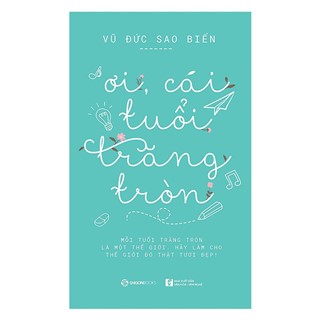 VŨ ĐỨC SAO BIỂN
ơi, cái
tuổi
trăng
tròn
MỖI TUỔI TRĂNG TRÒN
LÀ MỘT THẾ GIỚI. HÃY LÀM CHO
THẾ GIỚI ĐÓ THẬT TƯƠI ĐẸP!
SAIGONBOOKS